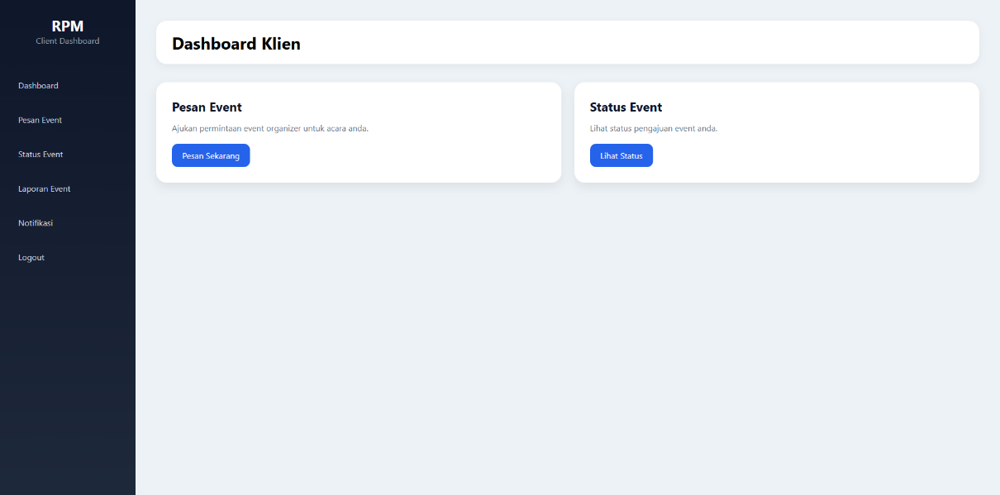 RPM
Client Dashboard
Dashboard
Pesan Event
Status Event
Laporan Event
Notifikasi
Logout
Dashboard Klien
Pesan Event
Ajukan permintaan event organizer untuk acara anda.
Pesan Sekarang
Status Event
Lihat status pengajuan event anda.
Lihat Status